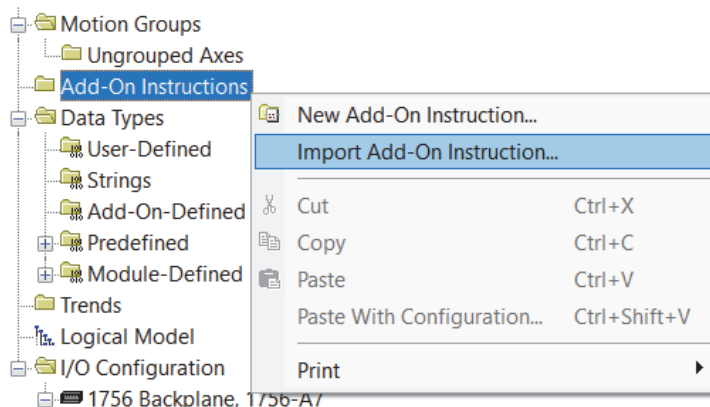 Motion Groups
Ungrouped Axes
Add-On Instructions
Data Types
User-Defined
Strings
Add-On-Defined
Predefined
Module-Defined
Trends
Logical Model
I/O Configuration
1756 Backplane, 1756-A7
New Add-On Instruction...
Import Add-On Instruction...
Cut Ctrl+X
Copy Ctrl+C
Paste Ctrl+V
Paste With Configuration... Ctrl+Shift+V
Print